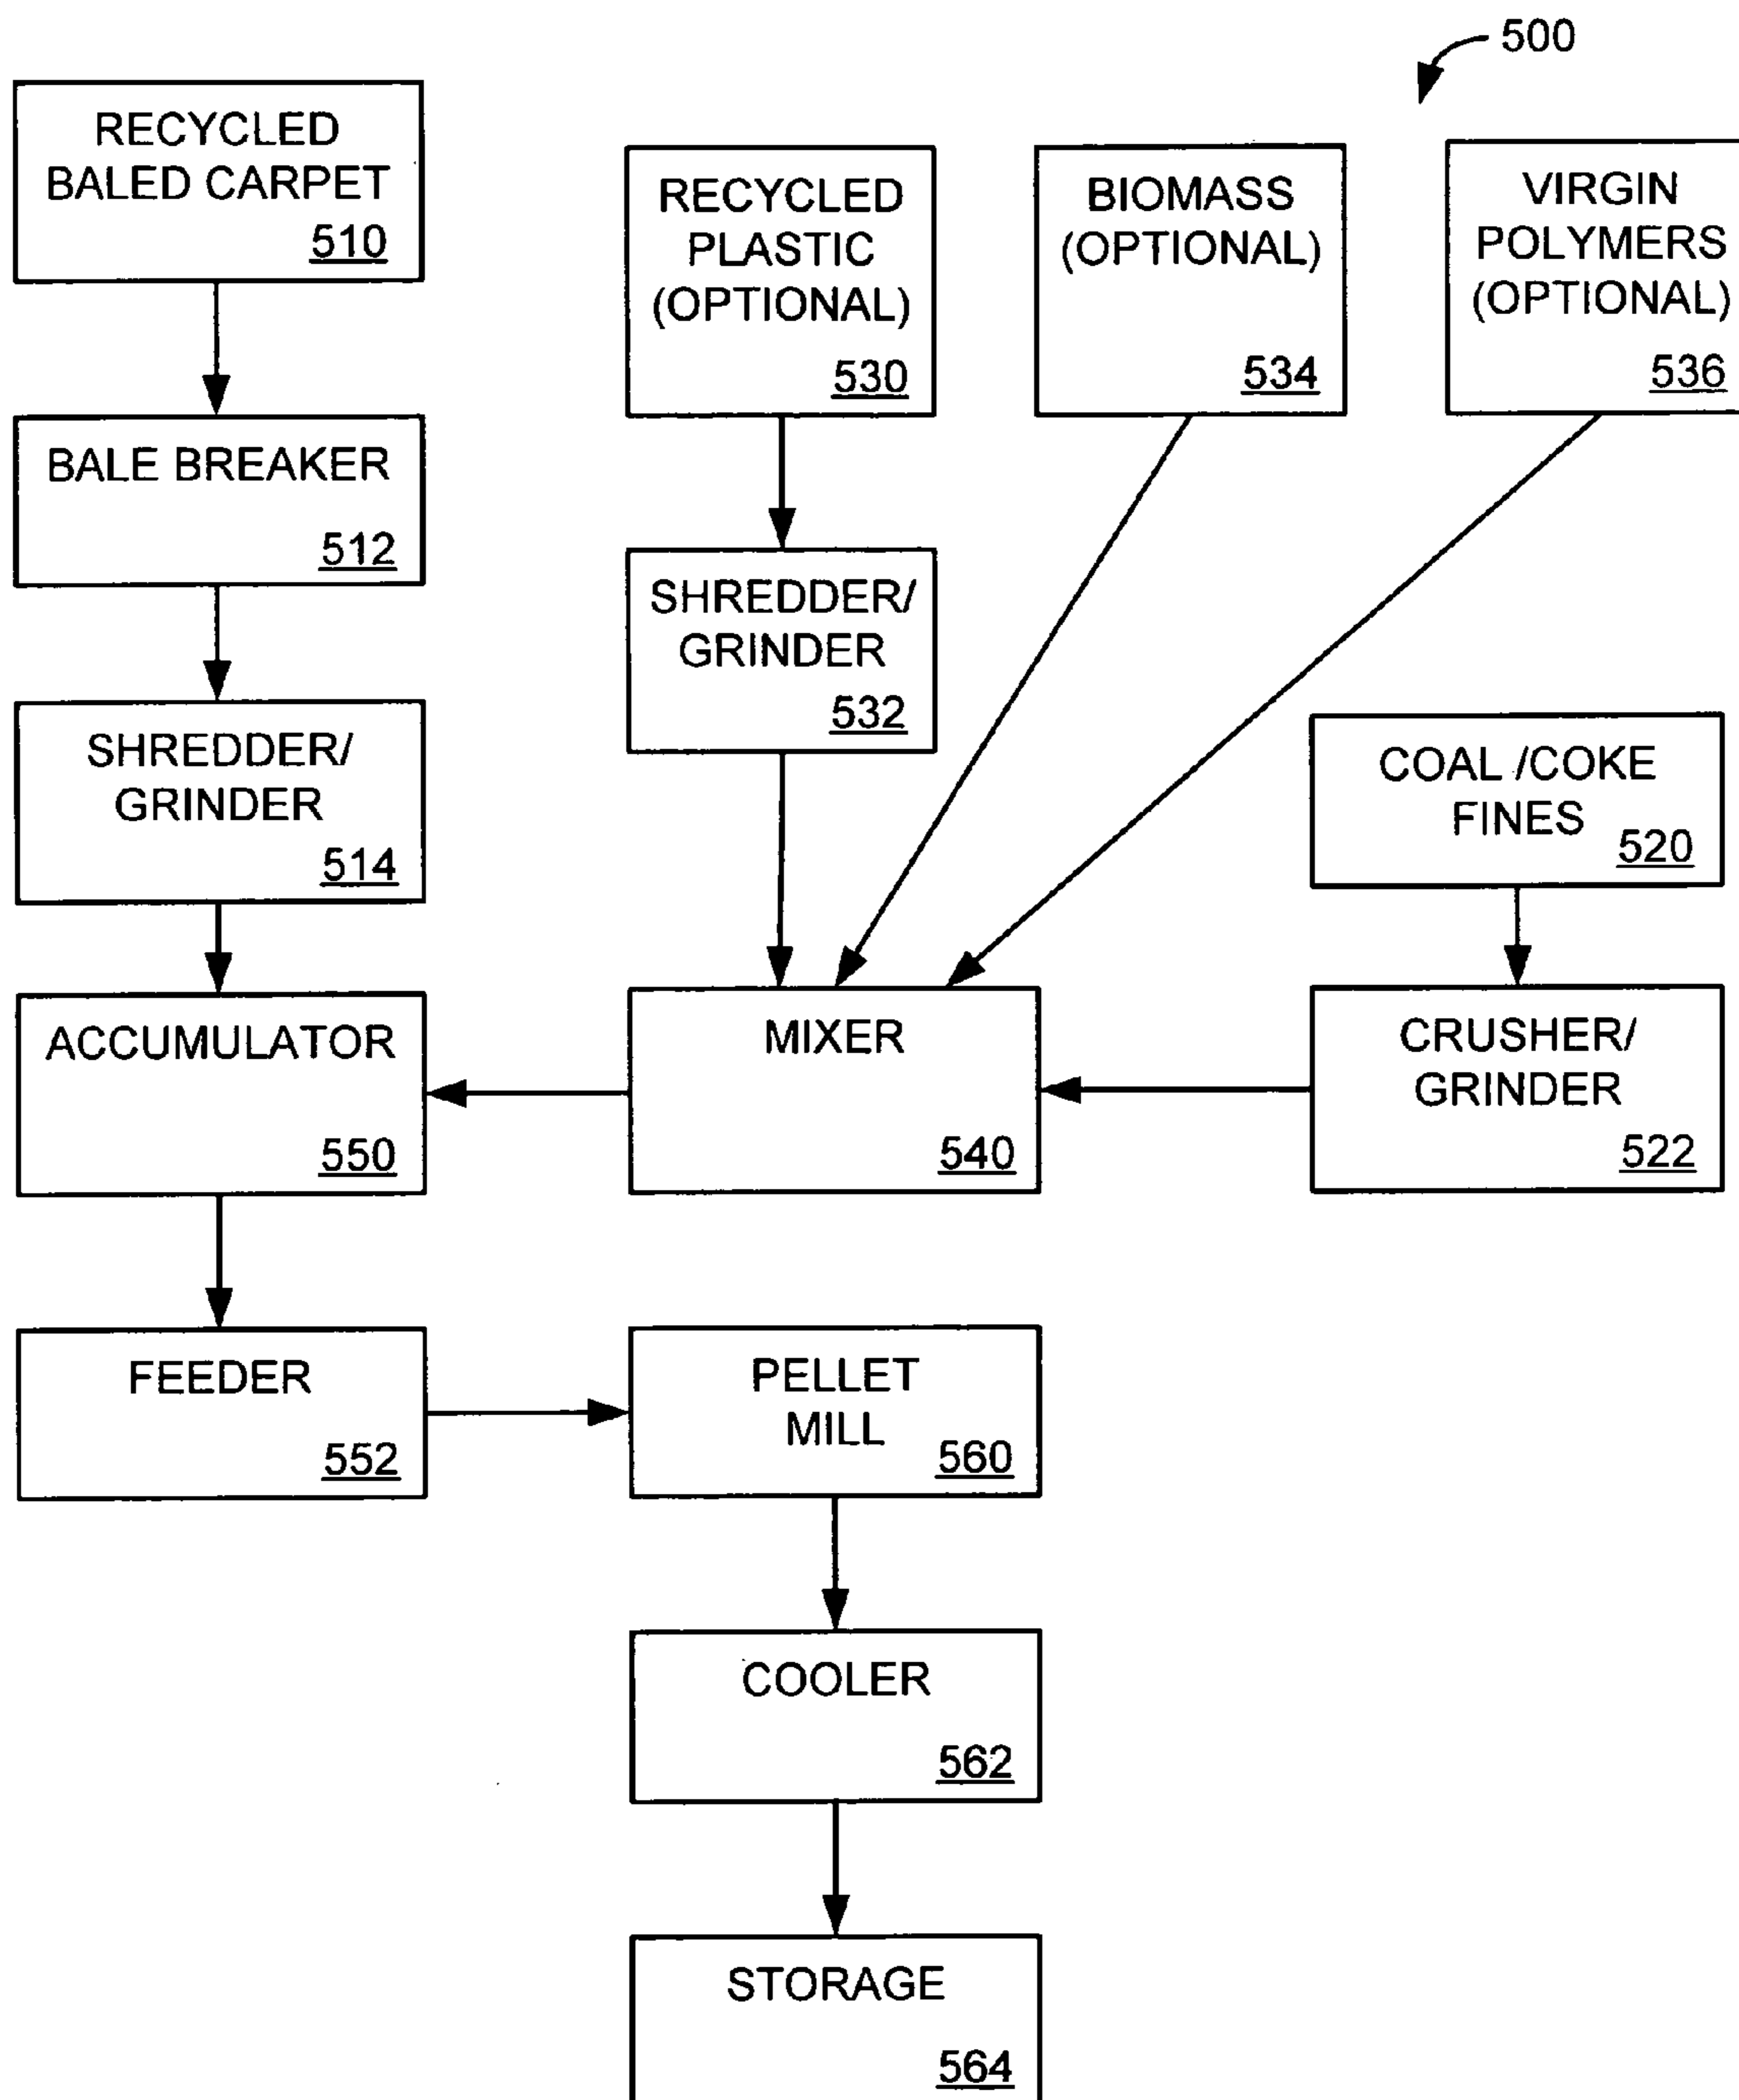 500
RECYCLED
BALED CARPET
510
RECYCLED
PLASTIC
(OPTIONAL)
530
BIOMASS
(OPTIONAL)
534
VIRGIN
POLYMERS
(OPTIONAL)
536
BALE BREAKER
512
SHREDDER/
GRINDER
532
SHREDDER/
GRINDER
514
COAL /COKE
FINES
520
ACCUMULATOR
550
MIXER
540
CRUSHER/
GRINDER
522
FEEDER
552
PELLET
MILL
560
COOLER
562
STORAGE
564